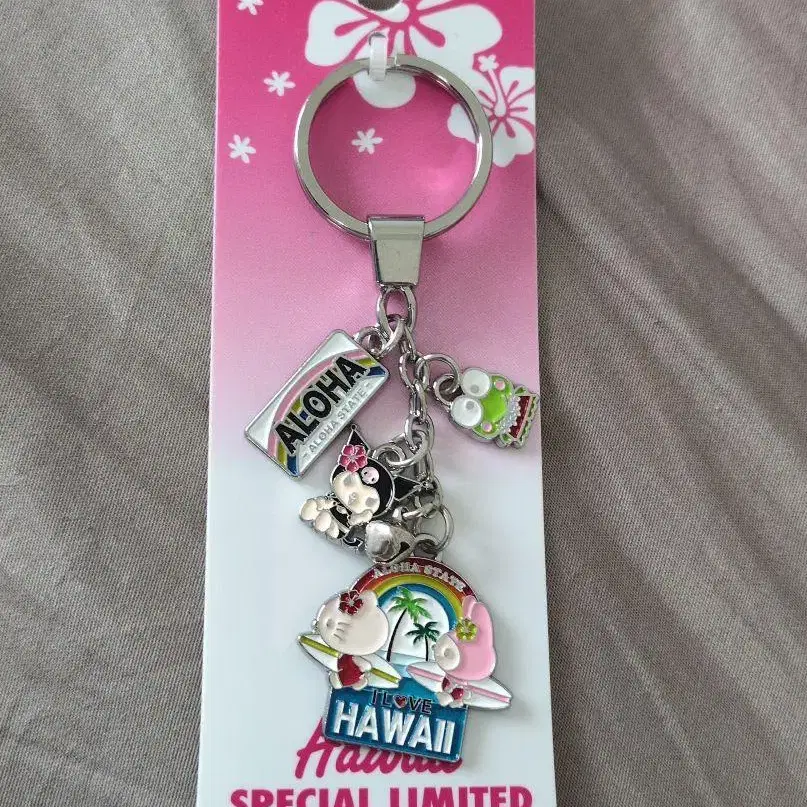 ALOHA
- ALOHA STATE -
ALOHA STATE
I LOVE
HAWAII
Hawaii
SPECIAL LIMITED